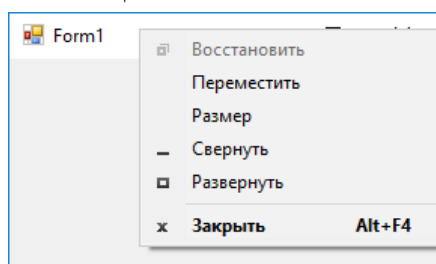 Form1
Восстановить
Переместить
Размер
Свернуть
Развернуть
Закрыть Alt+F4